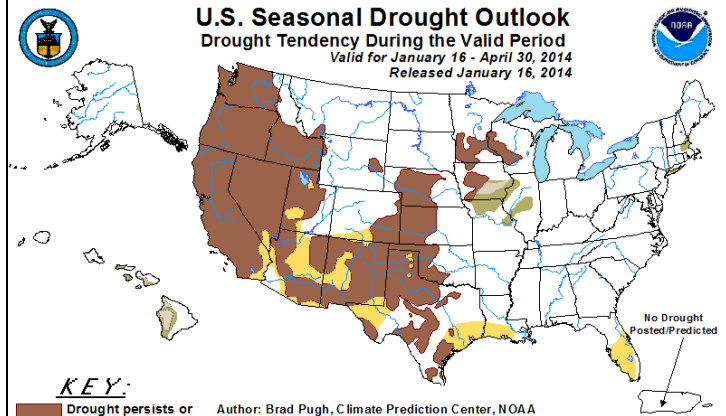 U.S. Seasonal Drought Outlook
Drought Tendency During the Valid Period
Valid for January 16 - April 30, 2014
Released January 16, 2014
NOAA
No Drought
Posted/Predicted
KEY:
Drought persists or
Author: Brad Pugh, Climate Prediction Center, NOAA